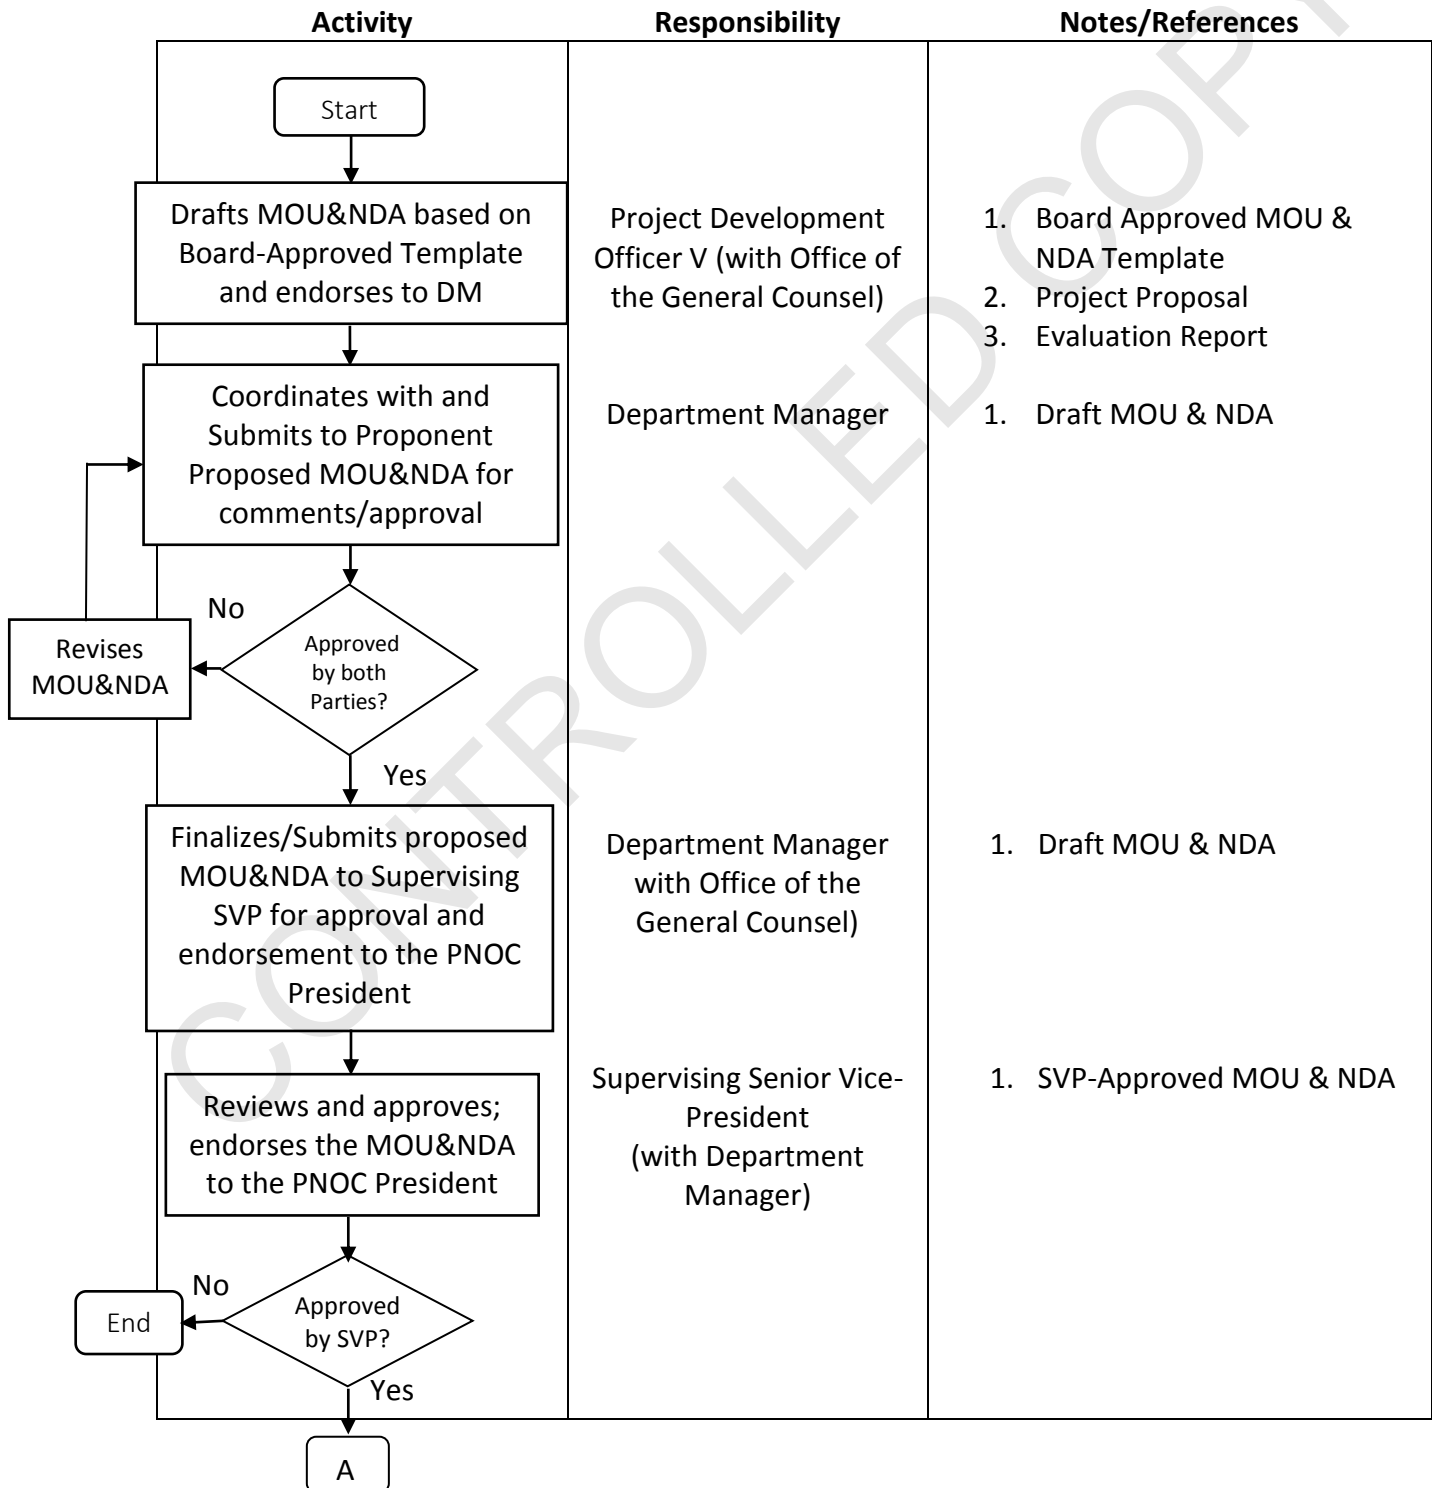 Activity Responsibility Notes/References
Start
Drafts MOU&NDA based on
Board-Approved Template
and endorses to DM
Project Development
Officer V (with Office of
the General Counsel)
1. Board Approved MOU &
NDA Template
2. Project Proposal
3. Evaluation Report
Coordinates with and
Submits to Proponent
Proposed MOU&NDA for
comments/approval
Department Manager
1. Draft MOU & NDA
No
Approved
by both
Parties?
Revises
MOU&NDA
Yes
Finalizes/Submits proposed
MOU&NDA to Supervising
SVP for approval and
endorsement to the PNOC
President
Department Manager
with Office of the
General Counsel)
1. Draft MOU & NDA
Reviews and approves;
endorses the MOU&NDA
to the PNOC President
Supervising Senior Vice-
President
(with Department
Manager)
1. SVP-Approved MOU & NDA
No
Approved
by SVP?
End
Yes
A
CONTROLLED COPY